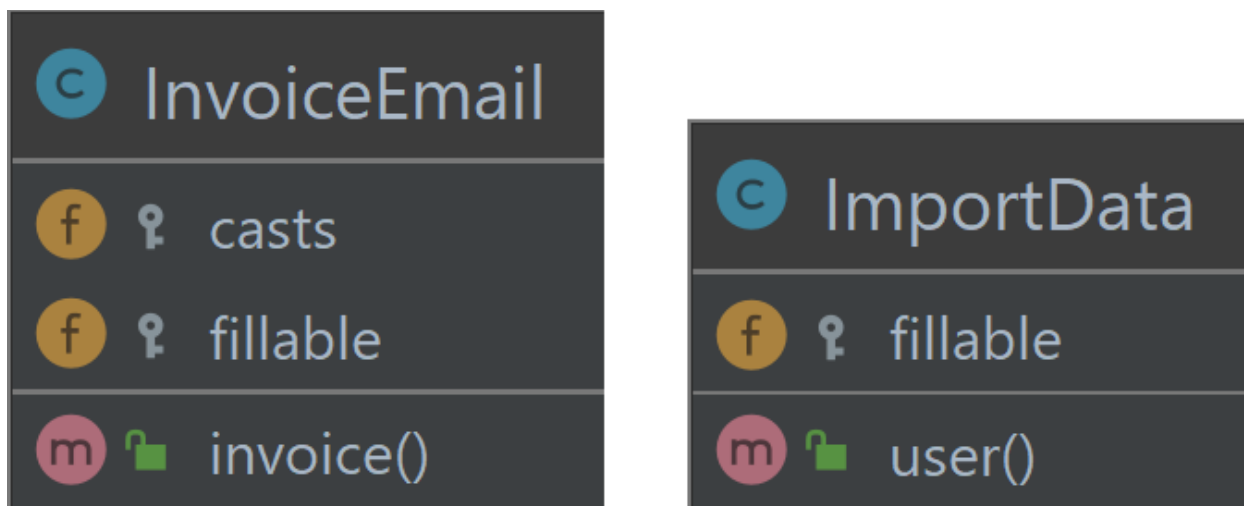 C InvoiceEmail
f casts
f fillable
m invoice()
C ImportData
f fillable
m user()